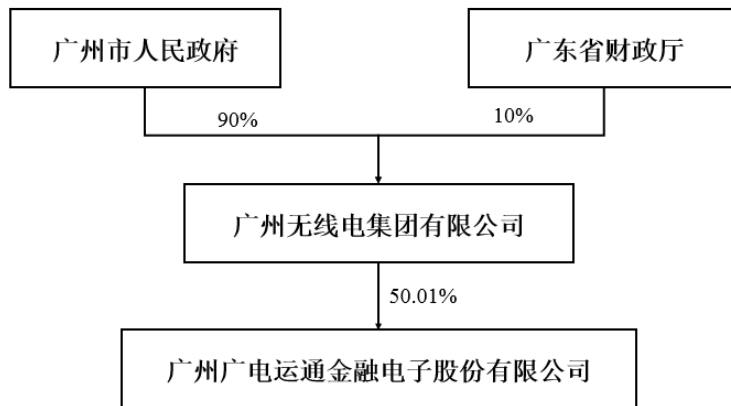 广州市人民政府
广东省财政厅
90%
10%
广州无线电集团有限公司
50.01%
广州广电运通金融电子股份有限公司